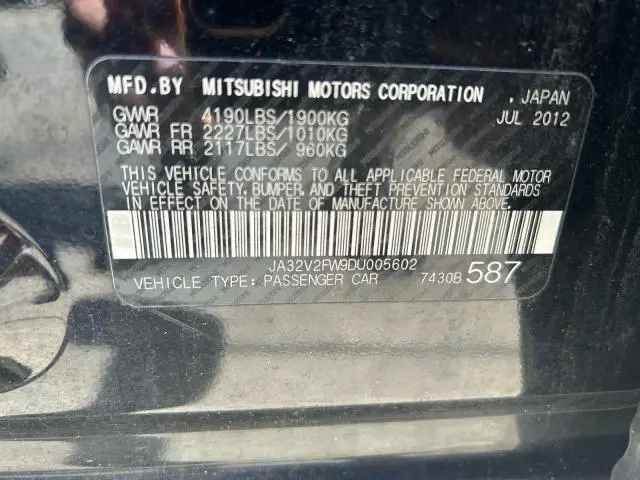 MFD.BY MITSUBISHI MOTORS CORPORATION , JAPAN
GVWR 4190LBS/1900KG JUL 2012
GAWR FR 2227LBS/1010KG
GAWR RR 2117LBS/ 960KG
THIS VEHICLE CONFORMS TO ALL APPLICABLE FEDERAL MOTOR
VEHICLE SAFETY, BUMPER, AND THEFT PREVENTION STANDARDS
IN EFFECT ON THE DATE OF MANUFACTURE SHOWN ABOVE.
JA32V2FW9DU005602
VEHICLE TYPE: PASSENGER CAR 7430B 587